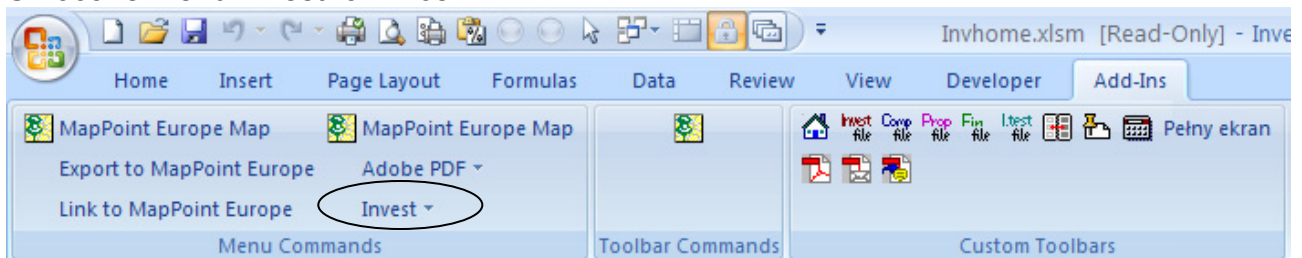 Invhome.xlsm [Read-Only] - Inve
Home Insert Page Layout Formulas Data Review View Developer Add-Ins
MapPoint Europe Map MapPoint Europe Map Invest file Comp file Prop file Fin file I.test file Pełny ekran
Export to MapPoint Europe Adobe PDF
Link to MapPoint Europe Invest
Menu Commands Toolbar Commands Custom Toolbars